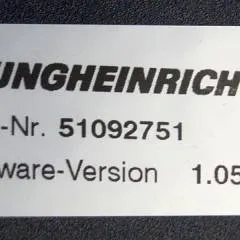 UNGHEINRICH
-Nr. 51092751
ware-Version 1.05